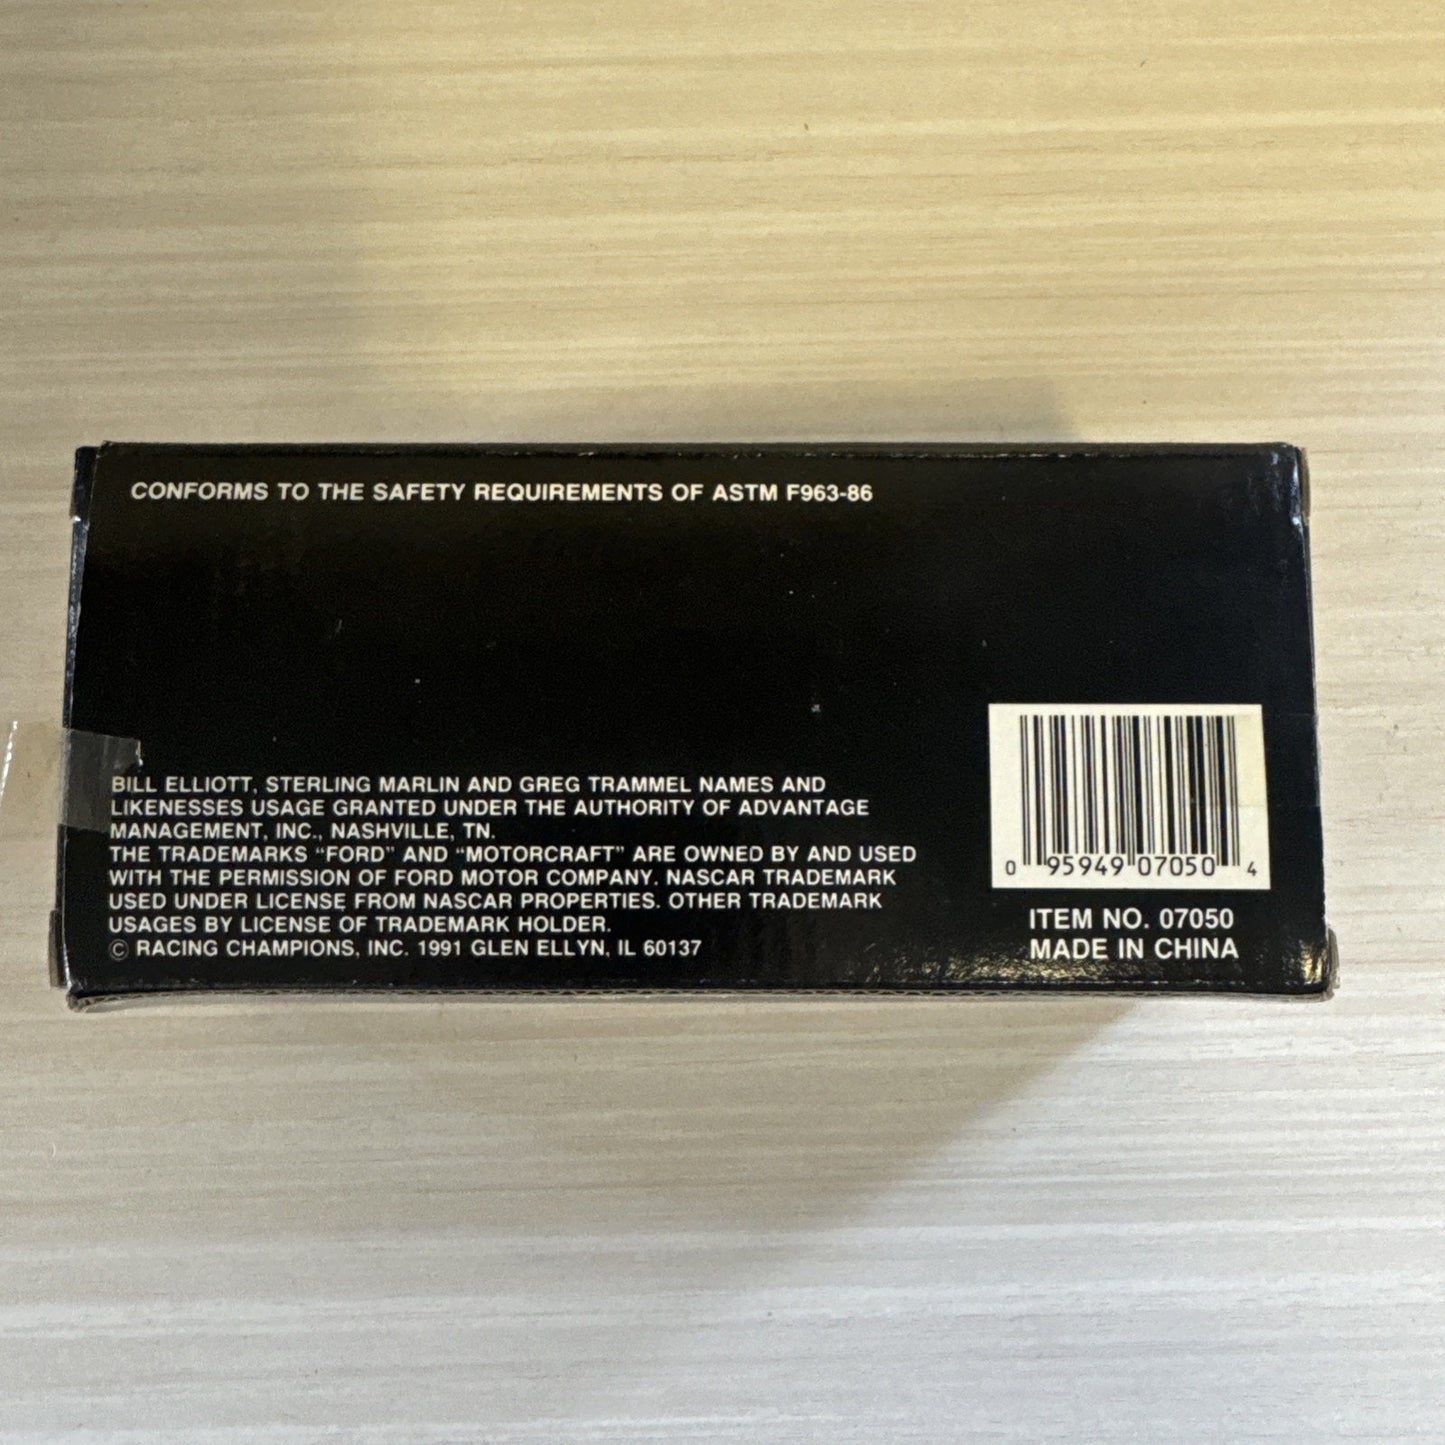 CONFORMS TO THE SAFETY REQUIREMENTS OF ASTM F963-86
BILL ELLIOTT, STERLING MARLIN AND GREG TRAMMEL NAMES AND
LIKENESSES USAGE GRANTED UNDER THE AUTHORITY OF ADVANTAGE
MANAGEMENT, INC., NASHVILLE, TN.
THE TRADEMARKS "FORD" AND "MOTORCRAFT" ARE OWNED BY AND USED
WITH THE PERMISSION OF FORD MOTOR COMPANY. NASCAR TRADEMARK
USED UNDER LICENSE FROM NASCAR PROPERTIES. OTHER TRADEMARK
USAGES BY LICENSE OF TRADEMARK HOLDER.
© RACING CHAMPIONS, INC. 1991 GLEN ELLYN, IL 60137
0 95949 07050 4
ITEM NO. 07050
MADE IN CHINA